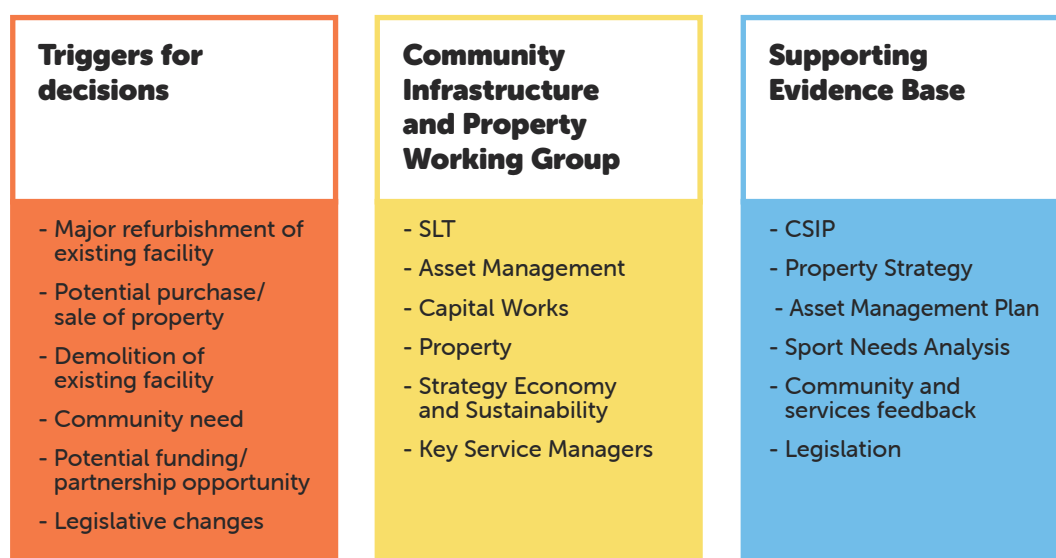 Triggers for
decisions
- Major refurbishment of
existing facility
- Potential purchase/
sale of property
- Demolition of
existing facility
- Community need
- Potential funding/
partnership opportunity
- Legislative changes
Community
Infrastructure
and Property
Working Group
- SLT
- Asset Management
- Capital Works
- Property
- Strategy Economy
and Sustainability
- Key Service Managers
Supporting
Evidence Base
- CSIP
- Property Strategy
- Asset Management Plan
- Sport Needs Analysis
- Community and
services feedback
- Legislation